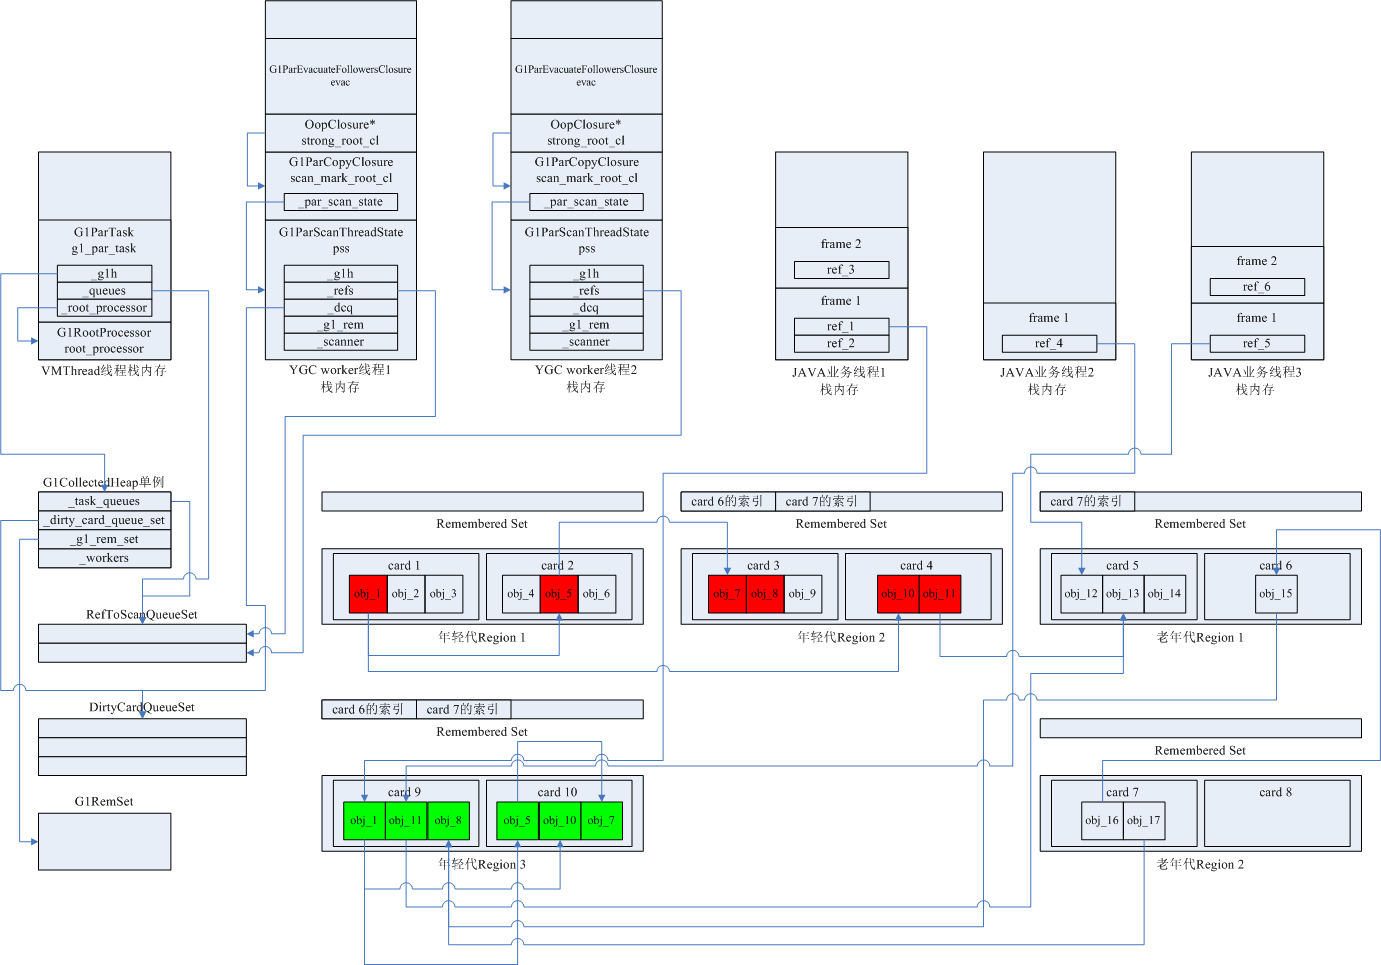 G1ParTask
g1_par_task
_g1h
_queues
_root_processor
G1RootProcessor
root_processor
VMThread线程栈内存
G1ParEvacuateFollowersClosure
evac
OopClosure*
strong_root_cl
G1ParCopyClosure
scan_mark_root_cl
_par_scan_state
G1ParScanThreadState
pss
_g1h
_refs
_dcq
_g1_rem
_scanner
YGC worker线程1
栈内存
G1ParEvacuateFollowersClosure
evac
OopClosure*
strong_root_cl
G1ParCopyClosure
scan_mark_root_cl
_par_scan_state
G1ParScanThreadState
pss
_g1h
_refs
_dcq
_g1_rem
_scanner
YGC worker线程2
栈内存
frame 2
ref_3
frame 1
ref_1
ref_2
JAVA业务线程1
栈内存
frame 1
ref_4
JAVA业务线程2
栈内存
frame 2
ref_6
frame 1
ref_5
JAVA业务线程3
栈内存
G1CollectedHeap单例
_task_queues
_dirty_card_queue_set
_g1_rem_set
_workers
RefToScanQueueSet
DirtyCardQueueSet
G1RemSet
Remembered Set
card 1
obj_1 obj_2 obj_3
card 2
obj_4 obj_5 obj_6
年轻代Region 1
card 6的索引 card 7的索引
Remembered Set
card 3
obj_7 obj_8 obj_9
card 4
obj_10 obj_11
年轻代Region 2
card 7的索引
Remembered Set
card 5
obj_12 obj_13 obj_14
card 6
obj_15
老年代Region 1
card 6的索引 card 7的索引
Remembered Set
card 9
obj_1 obj_11 obj_8
card 10
obj_5 obj_10 obj_7
年轻代Region 3
Remembered Set
card 7
obj_16 obj_17
card 8
老年代Region 2